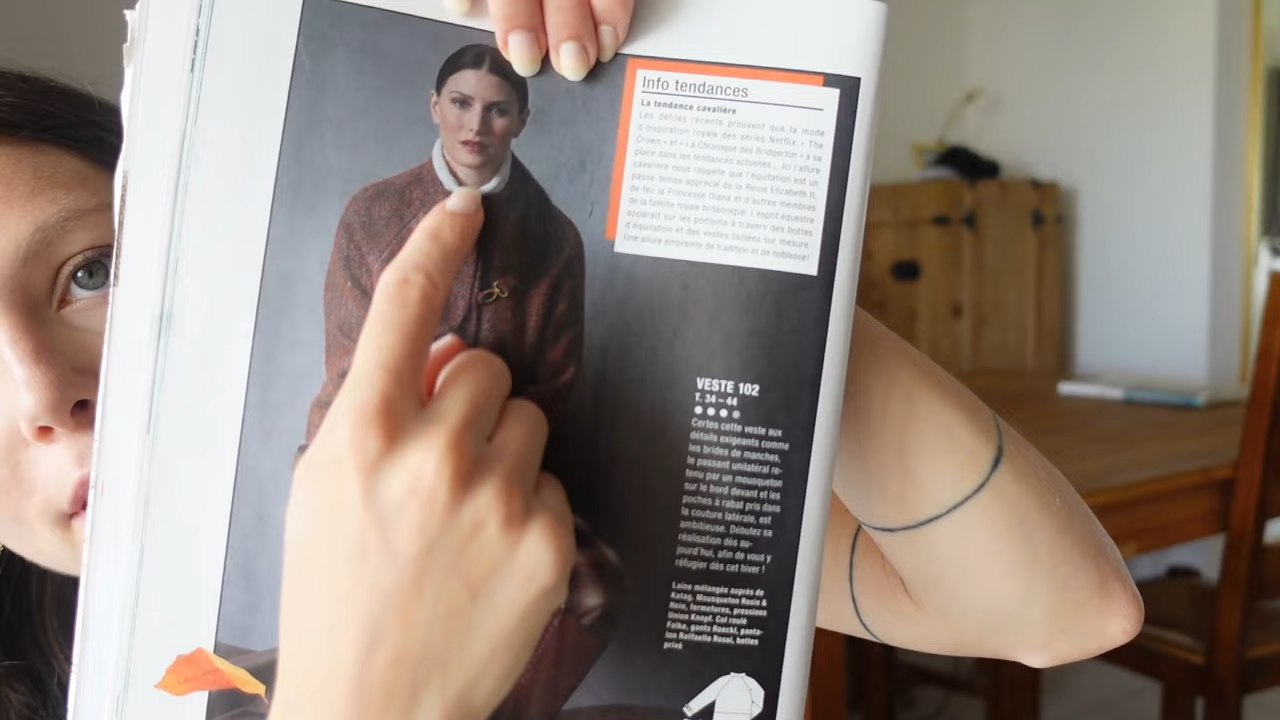 Info tendances
La tendance cavalière
Les défilés récents prouvent que la mode
d'inspiration royale des séries Netflix « The
Crown » et « La Chronique des Bridgerton » a sa
place dans les tendances actuelles... Ici l'allure
cavalière nous rappelle que l'équitation est un
passe-temps apprécié de la Reine Elizabeth II,
de feu la Princesse Diana et d'autres membres
de la famille royale britannique. L'esprit équestre
apparaît sur les podiums à travers des bottes
d'équitation et des vestes taillées sur mesure.
Une allure empreinte de tradition et de noblesse!
VESTE 102
T. 34 – 44
Certes cette veste aux
détails exigeants comme
les brides de manches,
le passant unilatéral re-
tenu par un mousqueton
sur le bord devant et les
poches à rabat pris dans
la couture latérale, est
ambitieuse. Débutez sa
réalisation dès au-
jourd'hui, afin de vous y
réfugier dès cet hiver !
Laine mélangée auprès de
Katag. Mousqueton Rosie &
Hein, fermetures, pressions
Union Knopf. Col roulé
Falke, gants Roeckl, panta-
lon Raffaello Rossi, bottes
privé